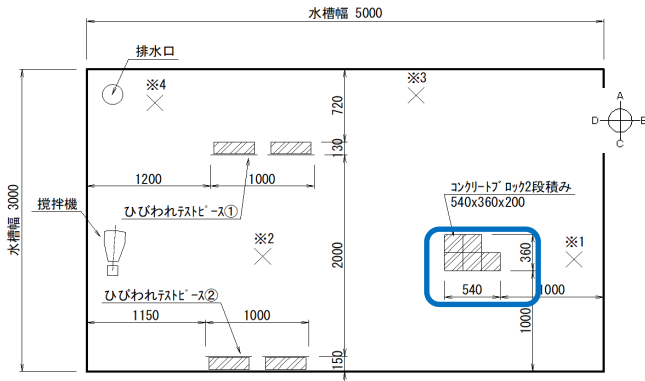 水槽幅 5000
排水口
※4
※3
A
D
E
C
720
130
1200
1000
ひびわれﾃｽﾄﾋﾟｰｽ①
コンクリートブロック2段積み
540x360x200
撹拌機
水槽幅 3000
※2
2000
※1
360
540
1000
1000
ひびわれﾃｽﾄﾋﾟｰｽ②
1150
1000
150